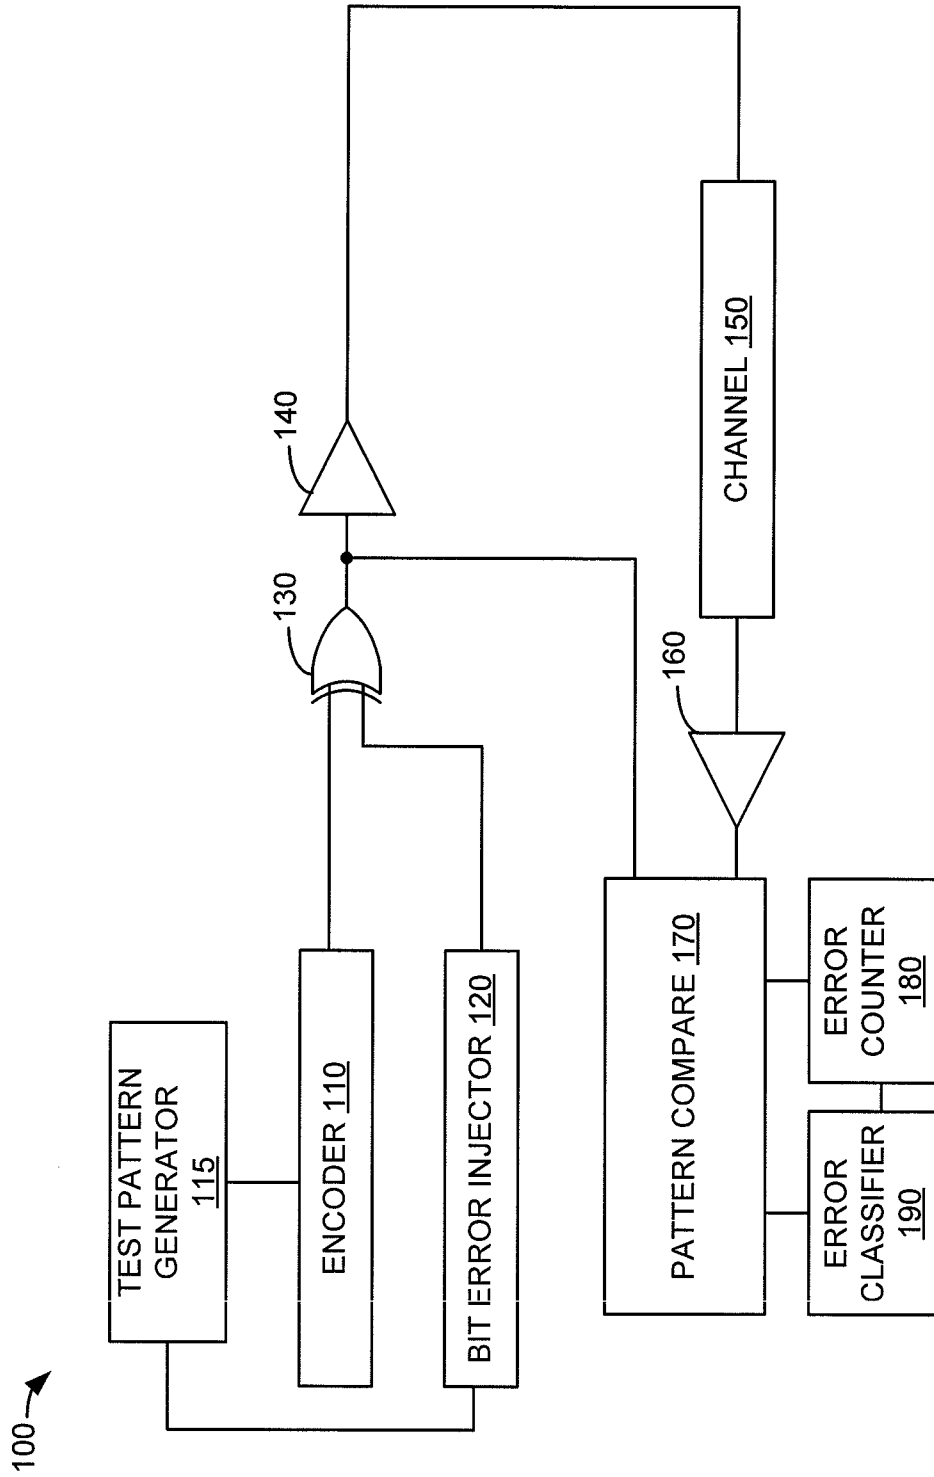 100
TEST PATTERN
GENERATOR
115
ENCODER 110
BIT ERROR INJECTOR 120
130
140
CHANNEL 150
160
PATTERN COMPARE 170
ERROR
COUNTER
180
ERROR
CLASSIFIER
190